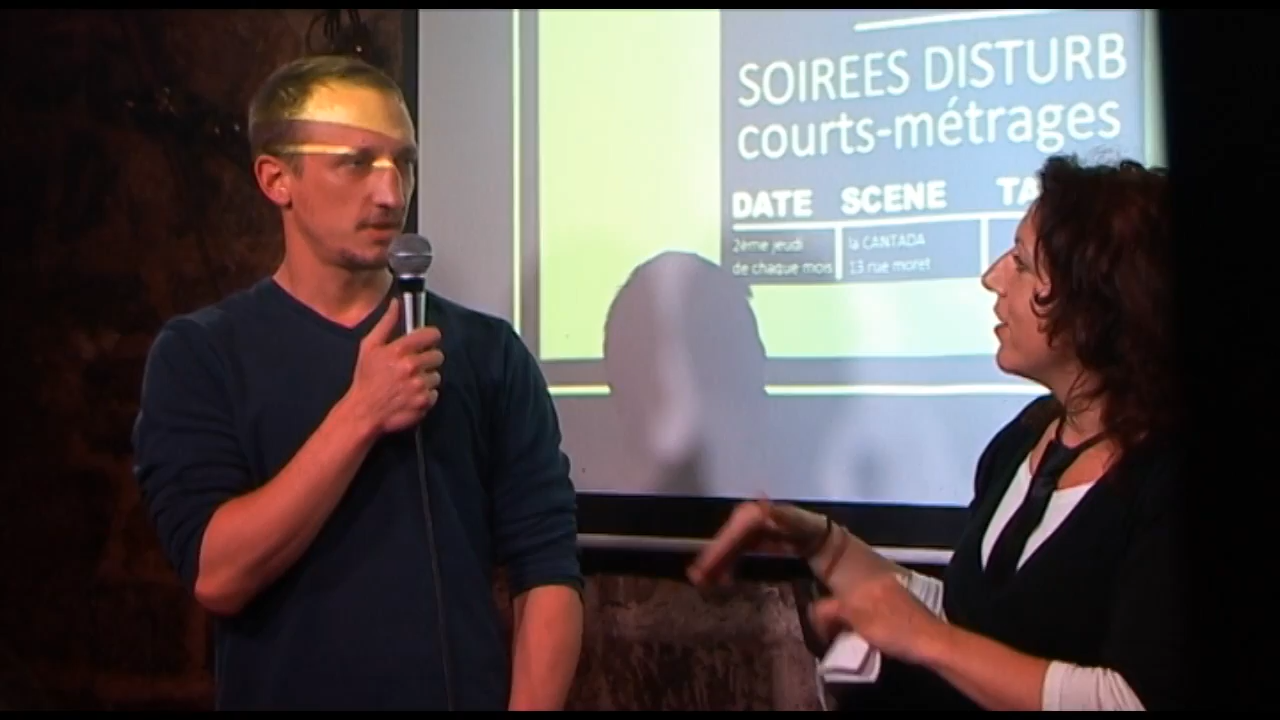 SOIREES DISTURB
courts-métrages
DATE SCENE
2ème jeudi la CANTADA
de chaque mois 13 rue moret